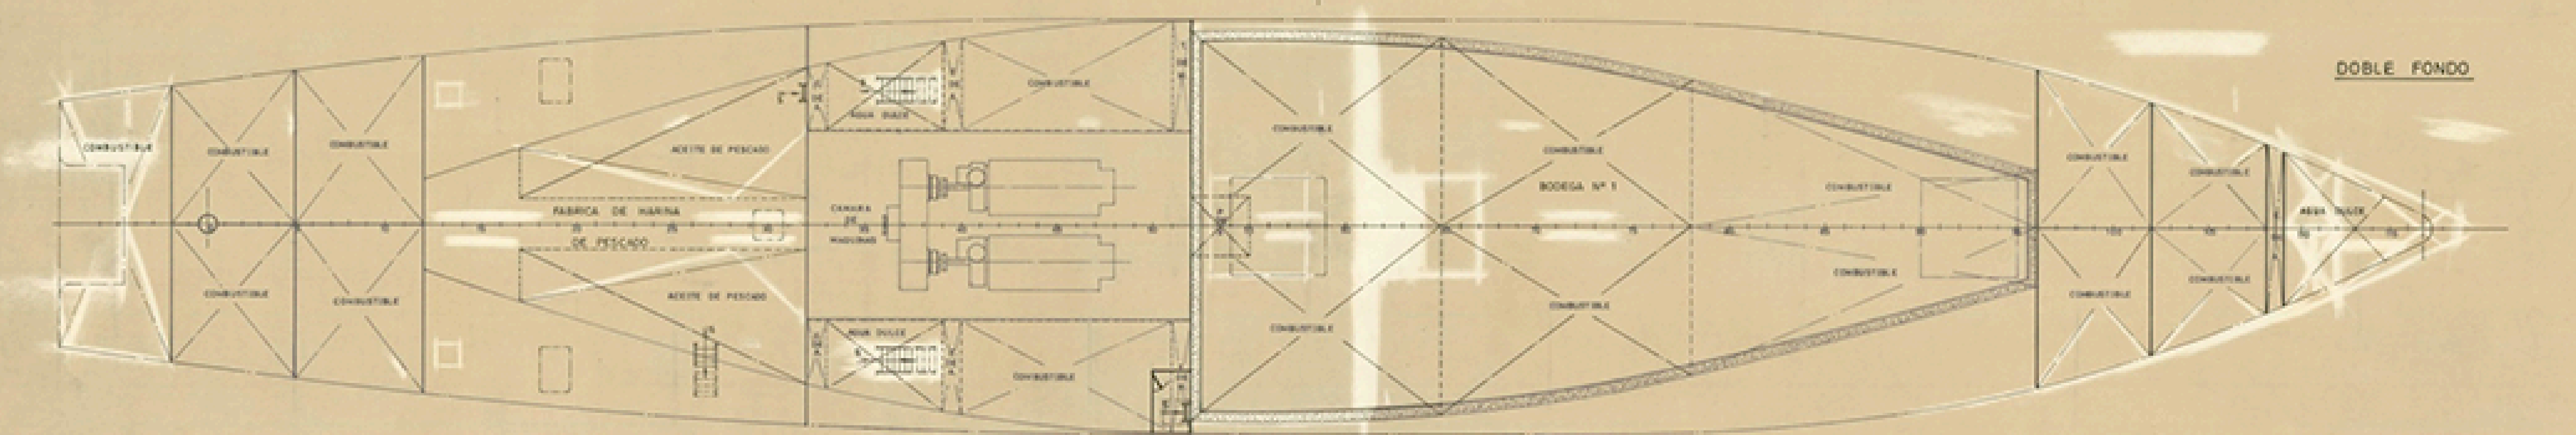 DOBLE FONDO
COMBUSTIBLE
COMBUSTIBLE
COMBUSTIBLE
ACEITE DE PESCADO
AGUA DULCE
COMBUSTIBLE
COMBUSTIBLE
COMBUSTIBLE
BODEGA Nº 1
COMBUSTIBLE
COMBUSTIBLE
COMBUSTIBLE
AGUA DULCE
FABRICA DE HARINA
DE PESCADO
CAMARA
DE
MAQUINAS
COMBUSTIBLE
COMBUSTIBLE
ACEITE DE PESCADO
AGUA DULCE
COMBUSTIBLE
COMBUSTIBLE
COMBUSTIBLE
COMBUSTIBLE
COMBUSTIBLE
COMBUSTIBLE